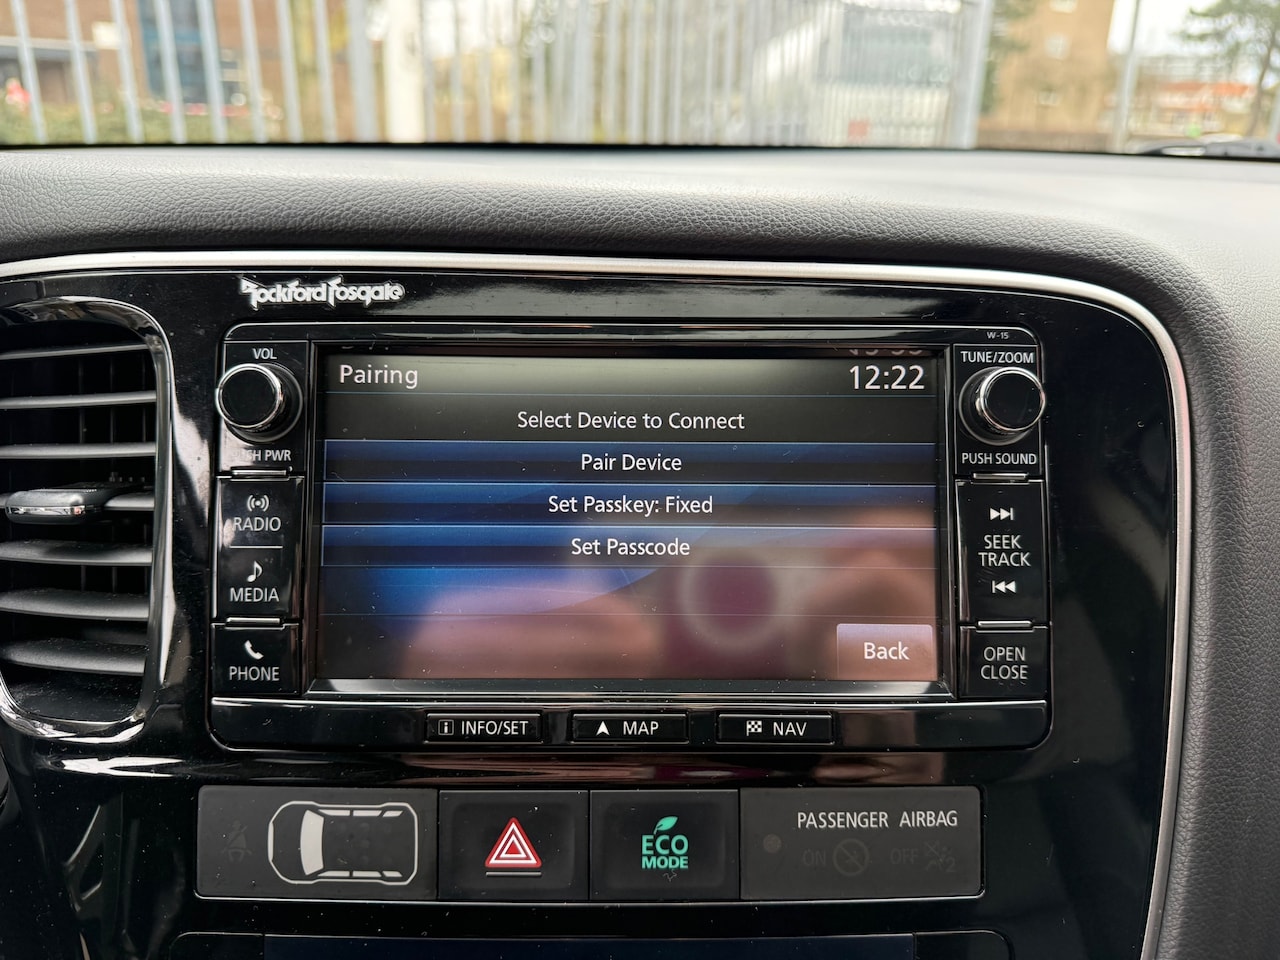 Rockford Fosgate
W-15
VOL
Pairing
12:22
TUNE/ZOOM
Select Device to Connect
Pair Device
PWR
PUSH SOUND
Set Passkey: Fixed
RADIO
Set Passcode
SEEK
TRACK
MEDIA
Back
PHONE
OPEN
CLOSE
INFO/SET
MAP
NAV
PASSENGER AIRBAG
ECO
MODE
ON
OFF
2